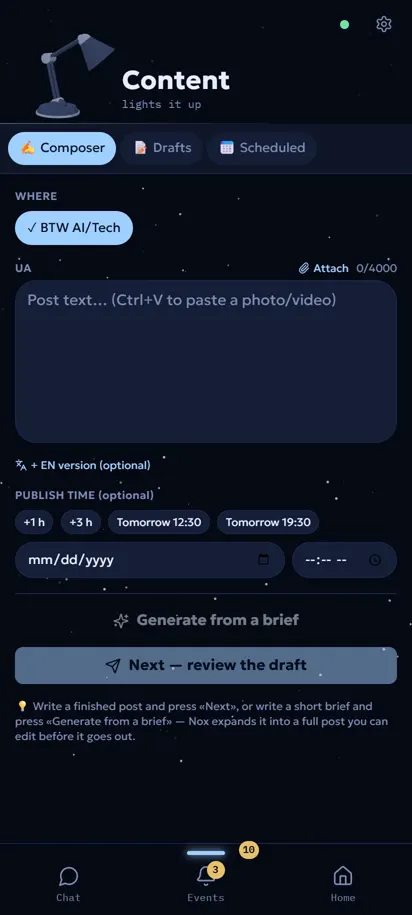 Content
lights it up
Composer
Drafts
Scheduled
WHERE
✓ BTW AI/Tech
UA
Attach 0/4000
Post text... (Ctrl+V to paste a photo/video)
+ EN version (optional)
PUBLISH TIME (optional)
+1 h
+3 h
Tomorrow 12:30
Tomorrow 19:30
mm/dd/yyyy
--:-- --
Generate from a brief
Next — review the draft
💡 Write a finished post and press «Next», or write a short brief and
press «Generate from a brief» — Nox expands it into a full post you can
edit before it goes out.
10
3
Chat
Events
Home